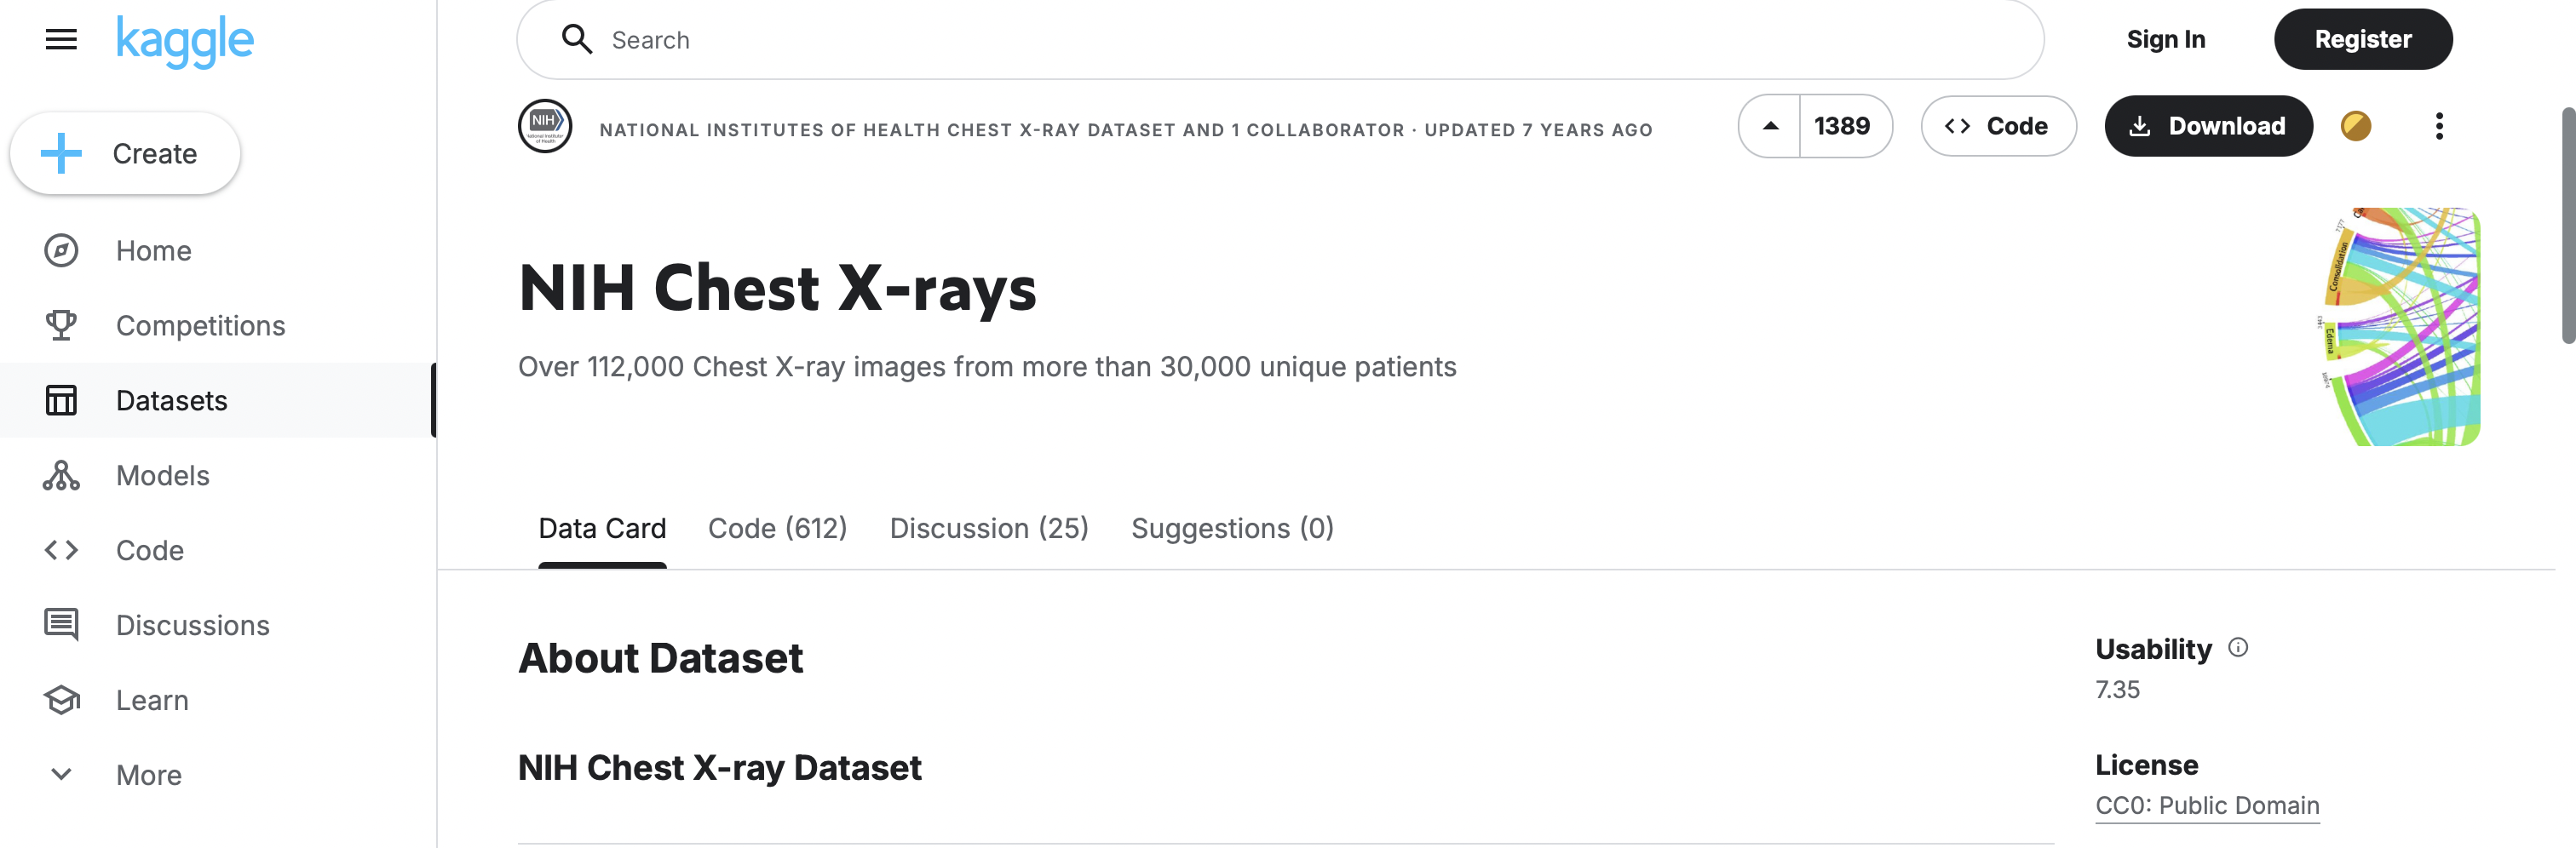 kaggle
Search
Sign In
Register
Create
Home
Competitions
Datasets
Models
Code
Discussions
Learn
More
NIH
NATIONAL INSTITUTES OF HEALTH CHEST X-RAY DATASET AND 1 COLLABORATOR · UPDATED 7 YEARS AGO
1389
Code
Download
NIH Chest X-rays
Over 112,000 Chest X-ray images from more than 30,000 unique patients
Consolidation
Edema
Data Card
Code (612)
Discussion (25)
Suggestions (0)
About Dataset
NIH Chest X-ray Dataset
Usability
7.35
License
CC0: Public Domain